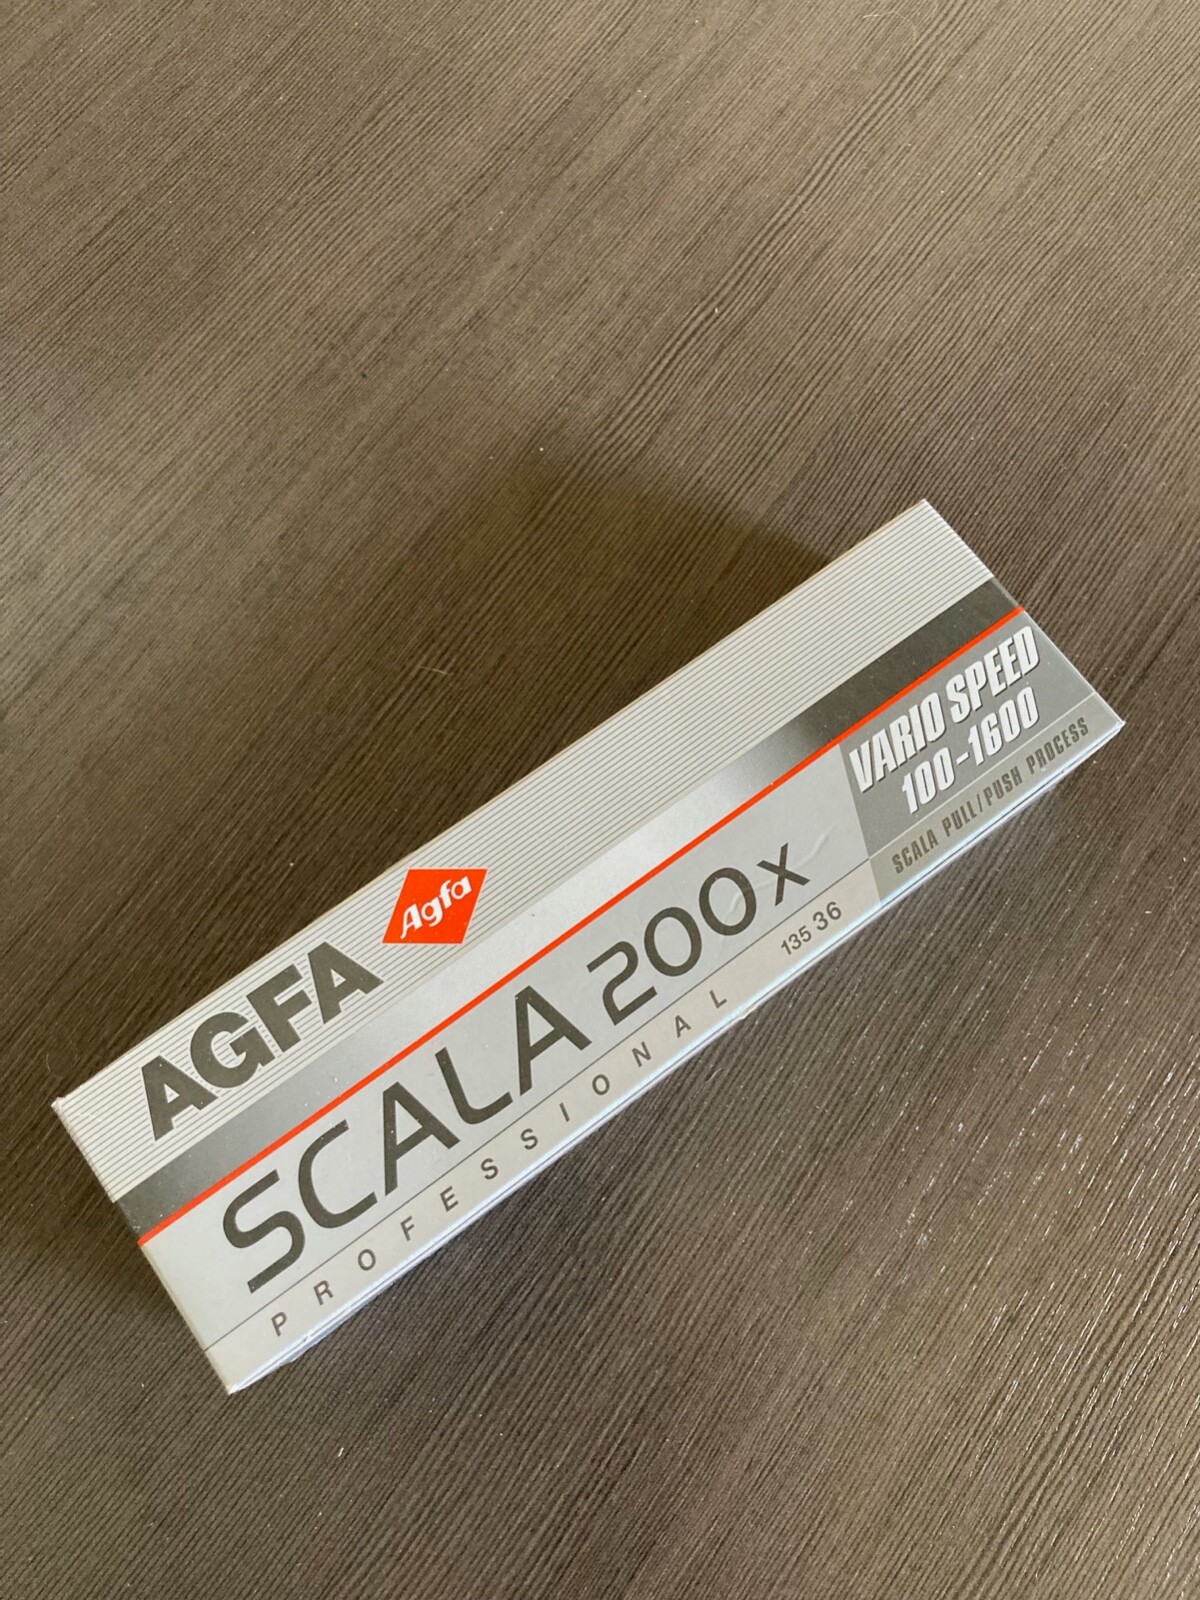 AGFA
Agfa
SCALA 200x
PROFESSIONAL
135 36
VARIO SPEED
100-1600
SCALA PULL/PUSH PROCESS